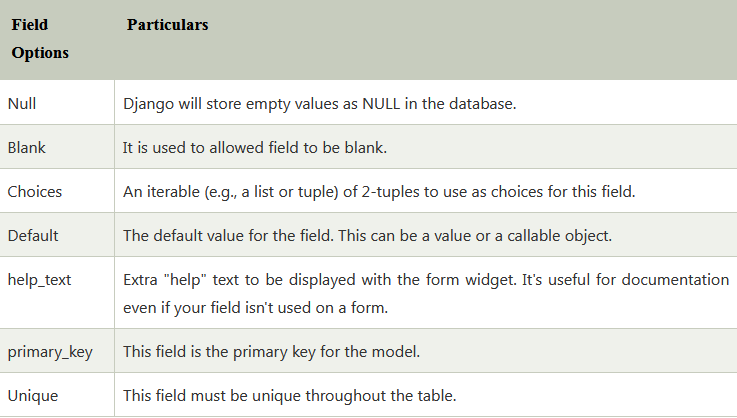 Field Options Particulars
Null Django will store empty values as NULL in the database.
Blank It is used to allowed field to be blank.
Choices An iterable (e.g., a list or tuple) of 2-tuples to use as choices for this field.
Default The default value for the field. This can be a value or a callable object.
help_text Extra "help" text to be displayed with the form widget. It's useful for documentation
even if your field isn't used on a form.
primary_key This field is the primary key for the model.
Unique This field must be unique throughout the table.